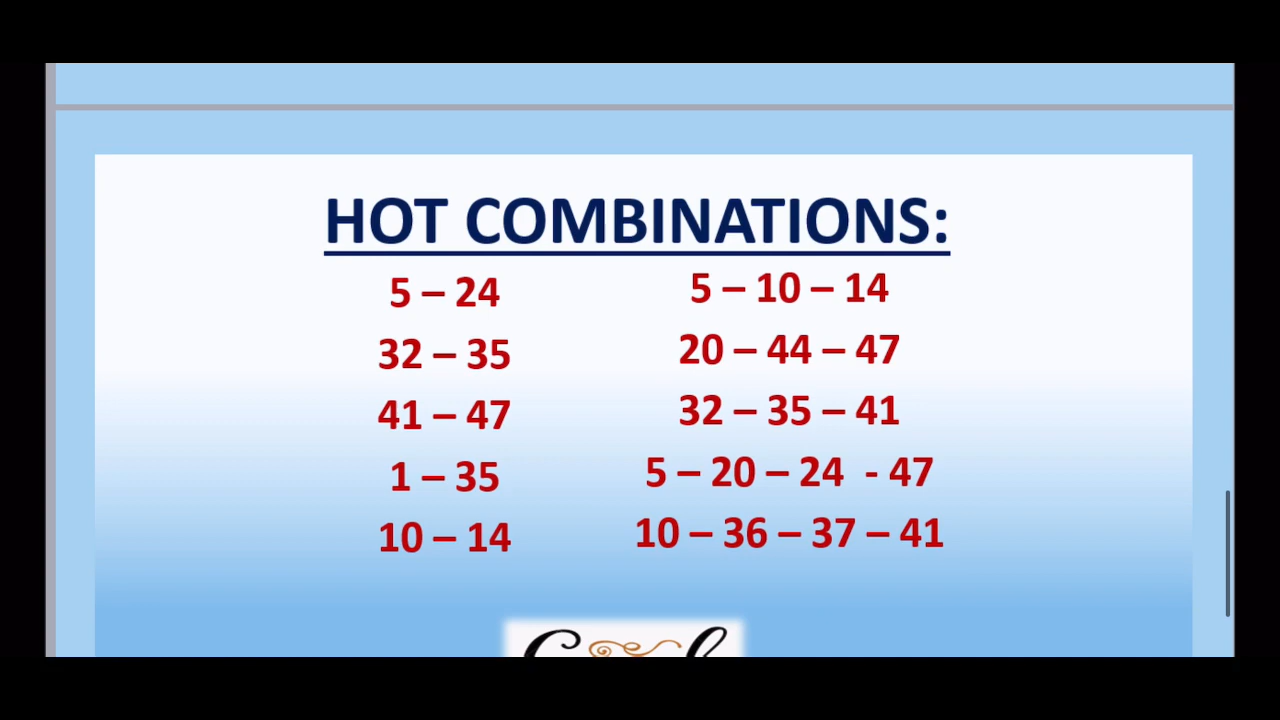 HOT COMBINATIONS:
5 – 24
32 – 35
41 – 47
1 – 35
10 – 14
5 – 10 – 14
20 – 44 – 47
32 – 35 – 41
5 – 20 – 24  - 47
10 – 36 – 37 – 41